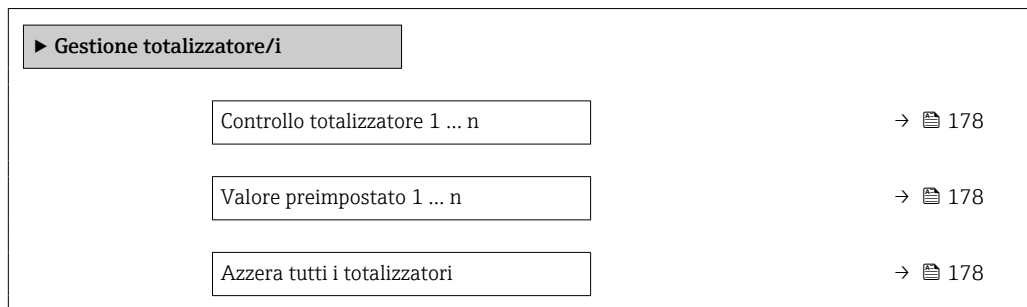 ▶ Gestione totalizzatore/i
Controllo totalizzatore 1 … n → 178
Valore preimpostato 1 … n → 178
Azzera tutti i totalizzatori → 178